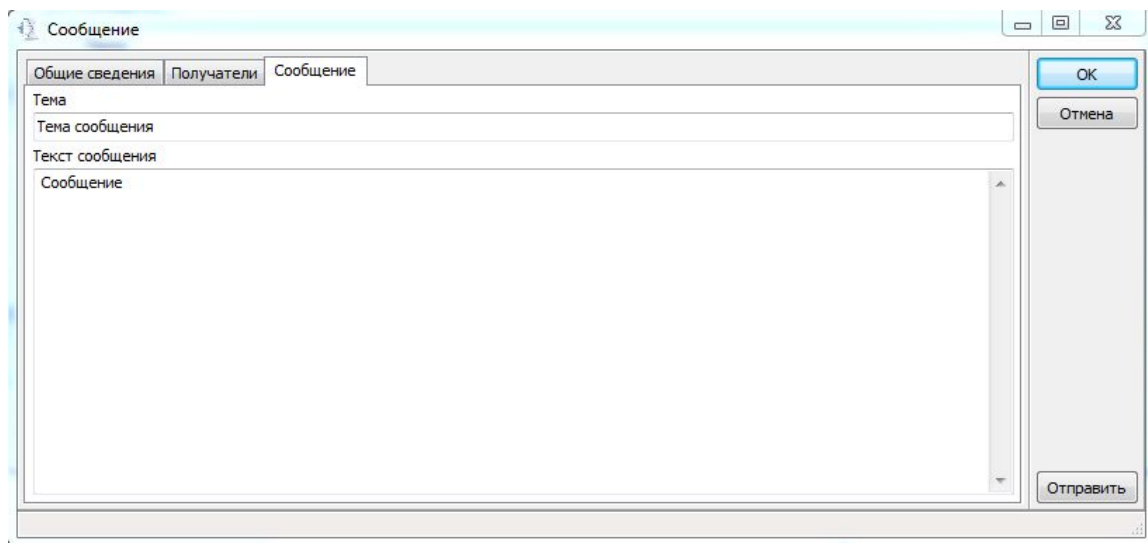 Сообщение
Общие сведения Получатели Сообщение
OK
Тема
Отмена
Тема сообщения
Текст сообщения
Сообщение
Отправить